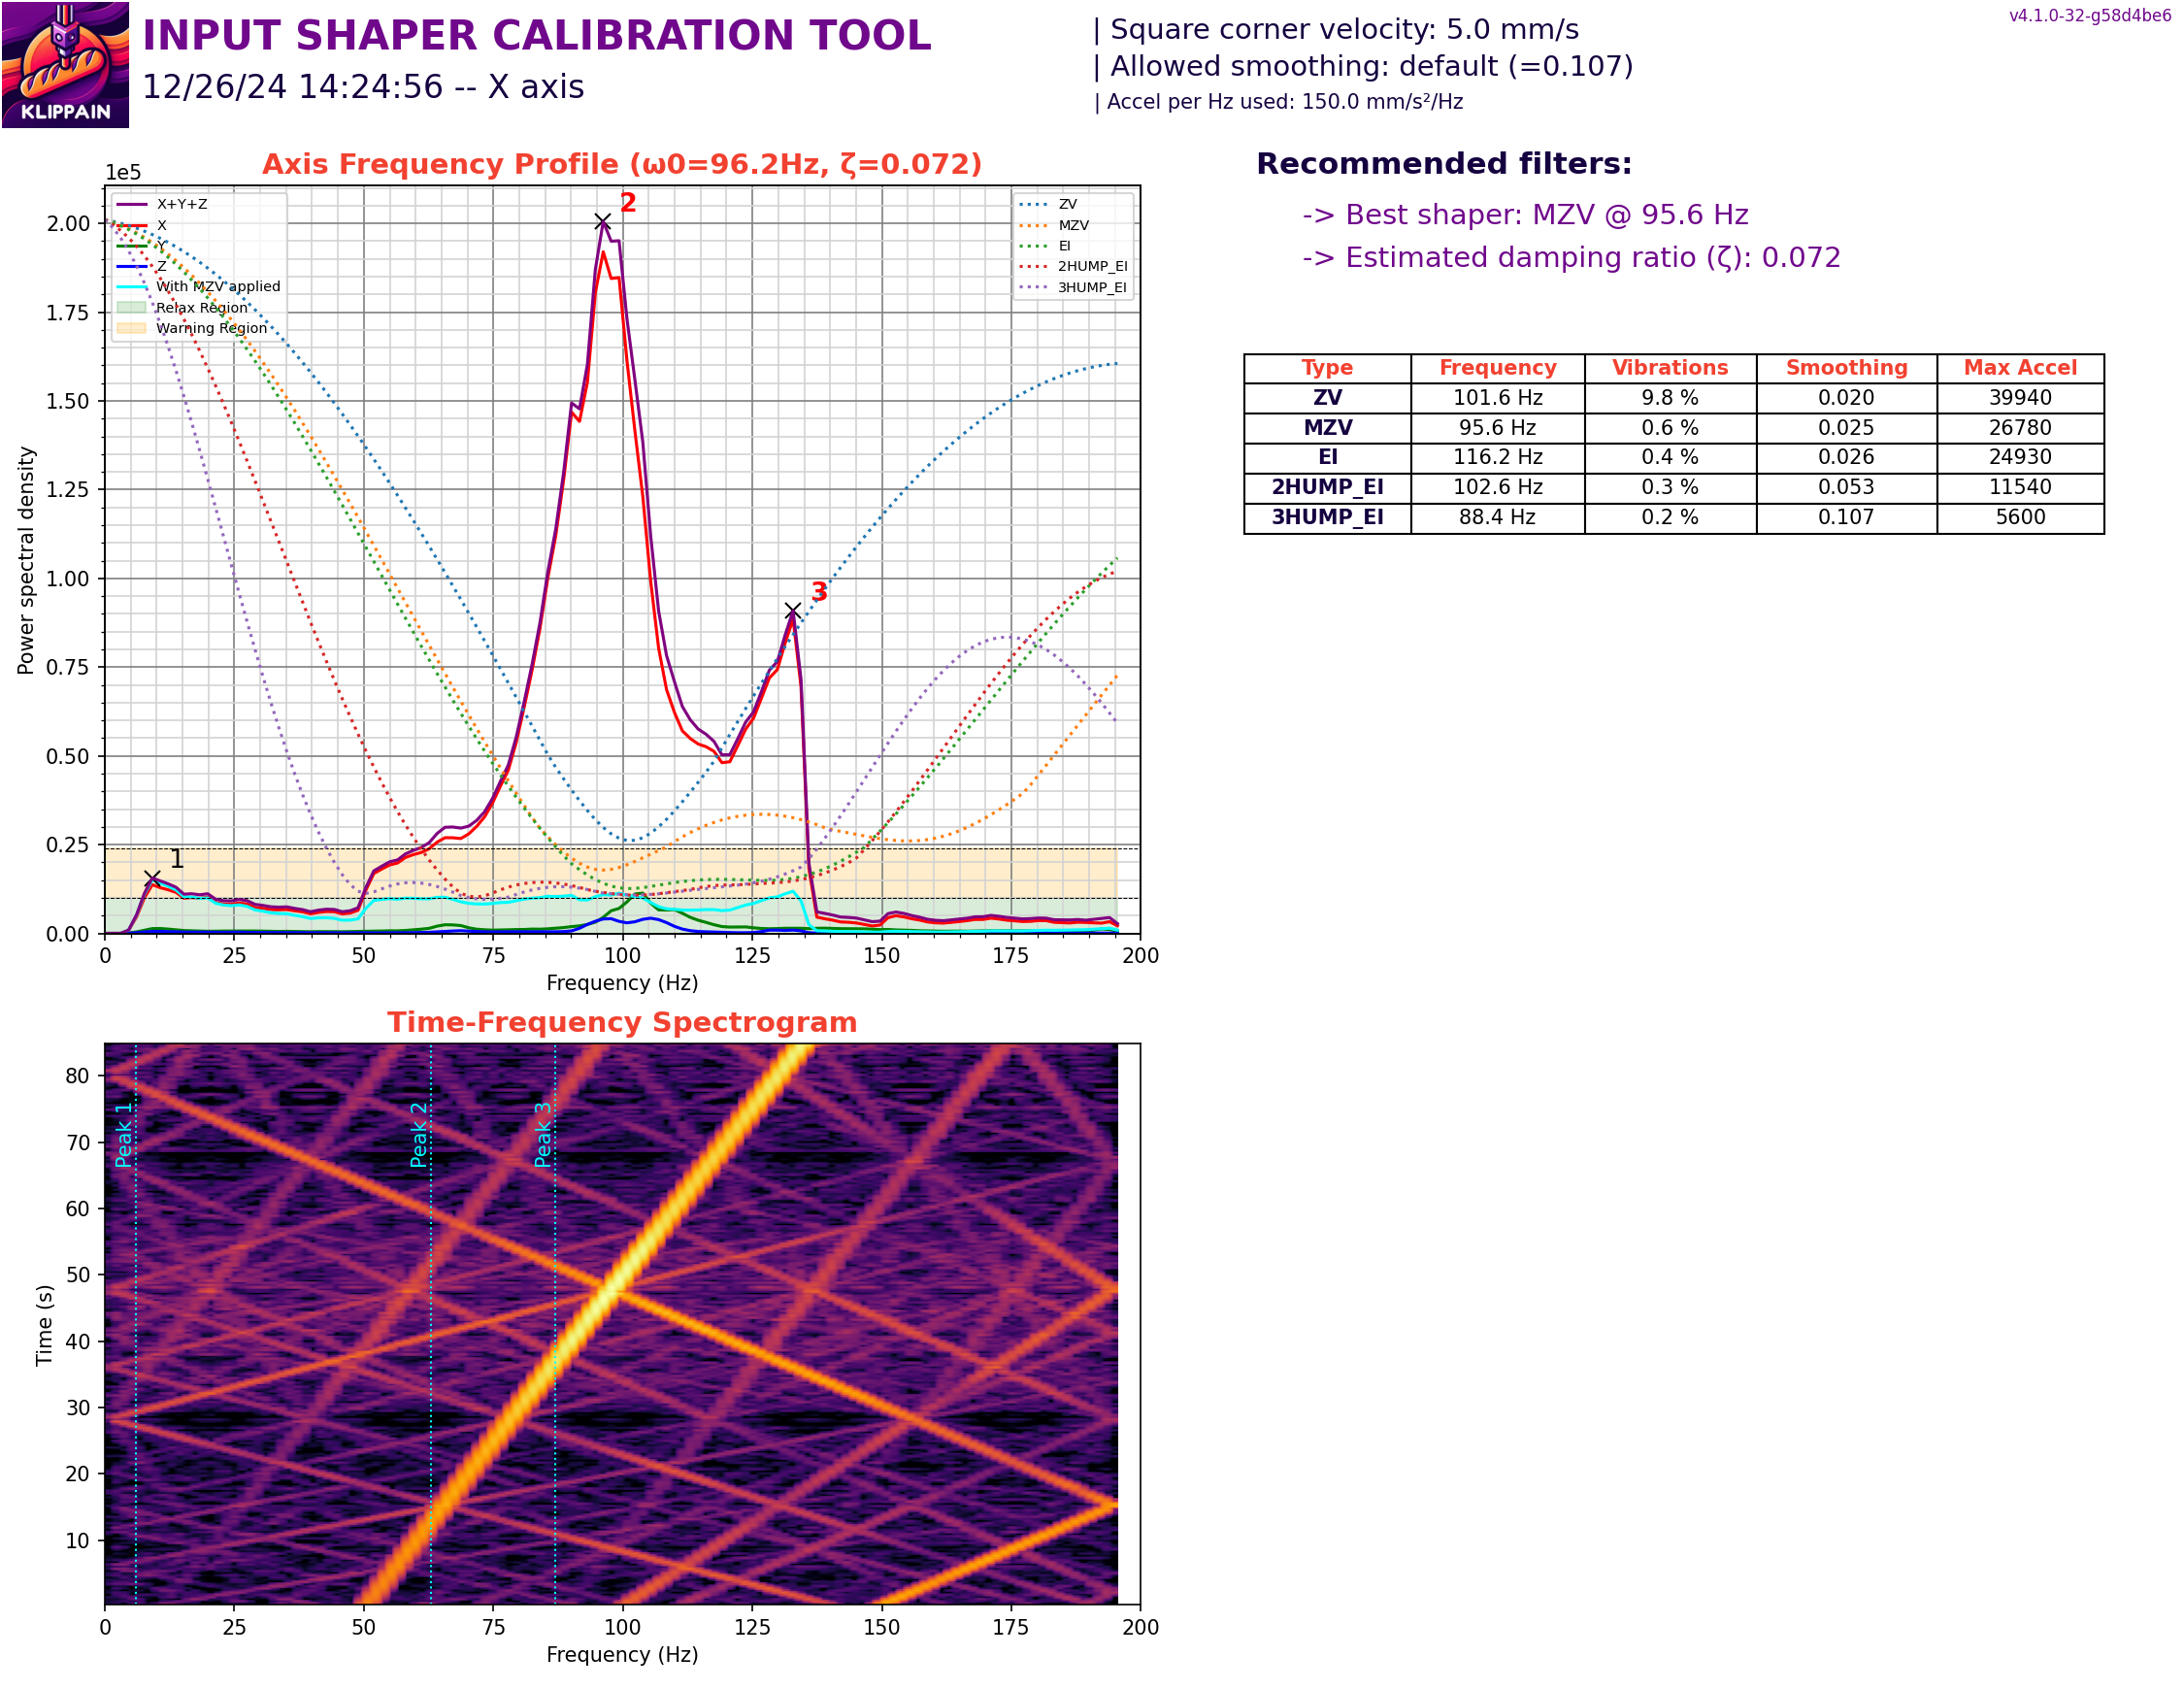 KLIPPAIN
INPUT SHAPER CALIBRATION TOOL
12/26/24 14:24:56 -- X axis
| Square corner velocity: 5.0 mm/s
| Allowed smoothing: default (=0.107)
| Accel per Hz used: 150.0 mm/s²/Hz
v4.1.0-32-g58d4be6
Axis Frequency Profile (ω0=96.2Hz, ζ=0.072)
1e5
X+Y+Z
X
Y
Z
With MZV applied
Relax Region
Warning Region
ZV
MZV
EI
2HUMP_EI
3HUMP_EI
2
3
1
Power spectral density
2.00
1.75
1.50
1.25
1.00
0.75
0.50
0.25
0.00
0 25 50 75 100 125 150 175 200
Frequency (Hz)
Recommended filters:
-> Best shaper: MZV @ 95.6 Hz
-> Estimated damping ratio (ζ): 0.072
Type Frequency Vibrations Smoothing Max Accel
ZV 101.6 Hz 9.8 % 0.020 39940
MZV 95.6 Hz 0.6 % 0.025 26780
EI 116.2 Hz 0.4 % 0.026 24930
2HUMP_EI 102.6 Hz 0.3 % 0.053 11540
3HUMP_EI 88.4 Hz 0.2 % 0.107 5600
Time-Frequency Spectrogram
Time (s)
80
70
60
50
40
30
20
10
Peak 1
Peak 2
Peak 3
0 25 50 75 100 125 150 175 200
Frequency (Hz)